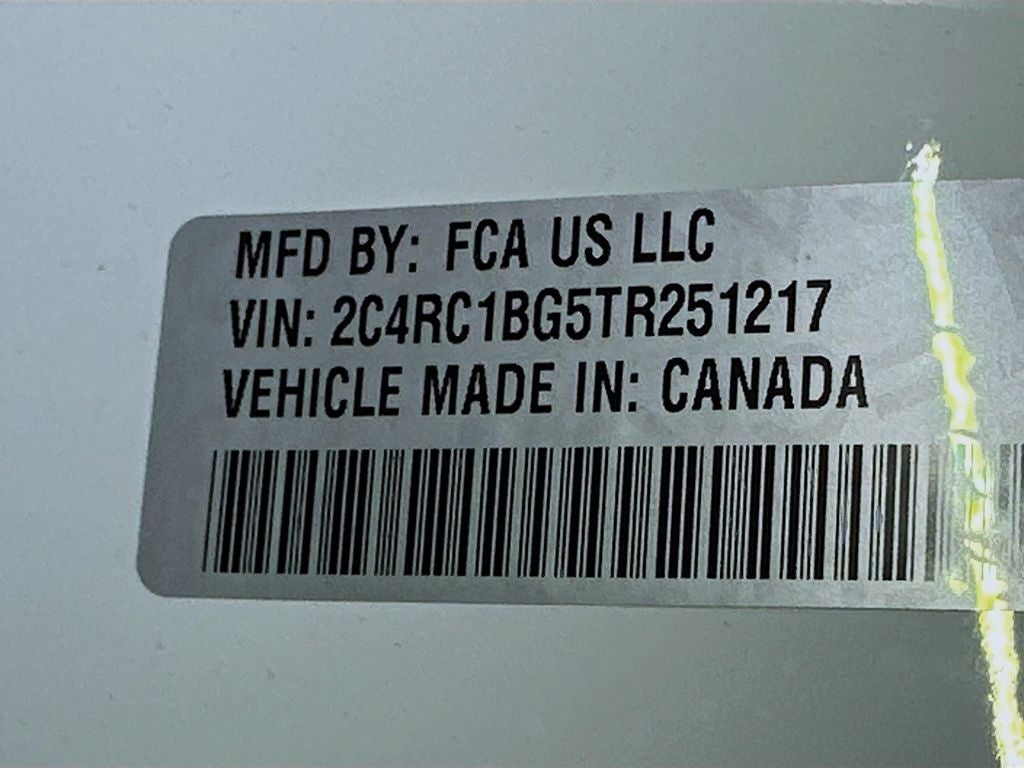 MFD BY: FCA US LLC
VIN: 2C4RC1BG5TR251217
VEHICLE MADE IN: CANADA